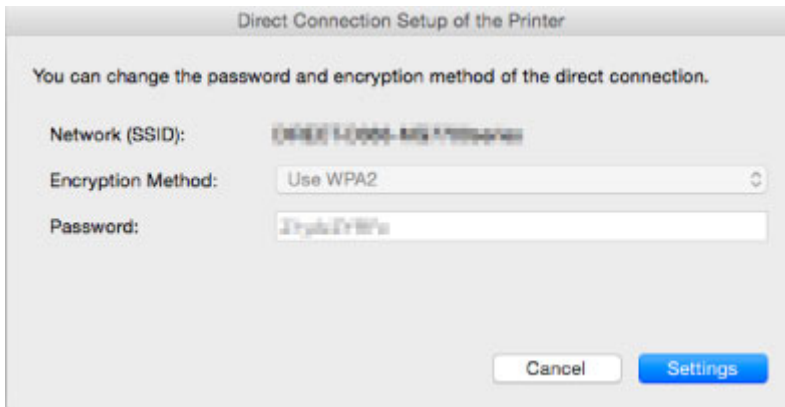 Direct Connection Setup of the Printer
You can change the password and encryption method of the direct connection.
Network (SSID):
Encryption Method: Use WPA2
Password:
Cancel Settings